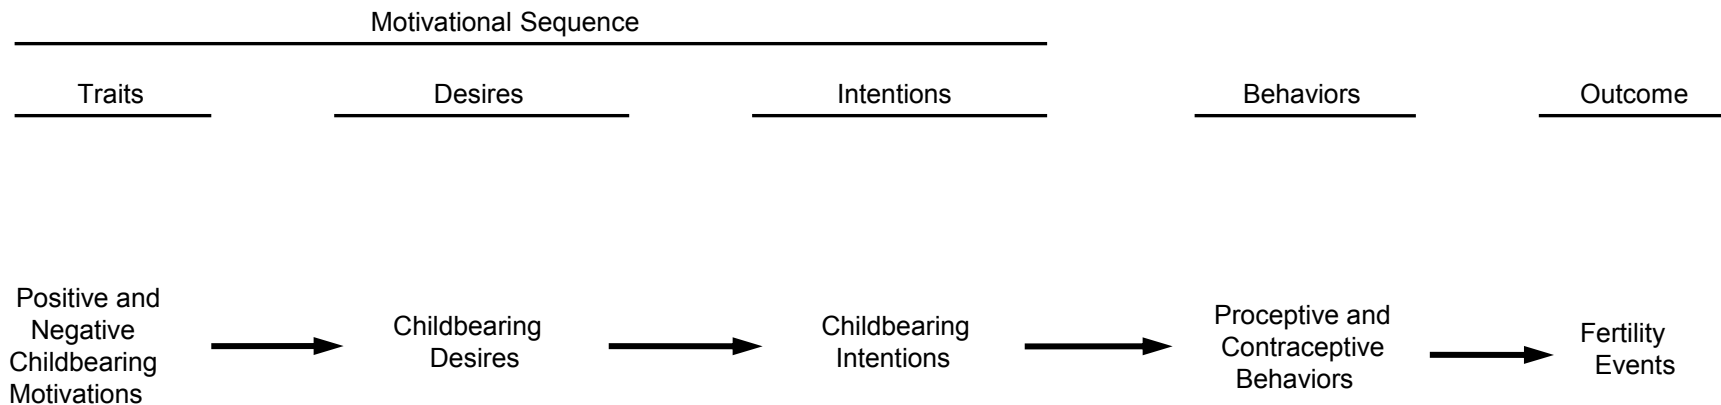 Motivational Sequence
Traits
Desires
Intentions
Behaviors
Outcome
Positive and
Negative
Childbearing
Motivations
Childbearing
Desires
Childbearing
Intentions
Proceptive and
Contraceptive
Behaviors
Fertility
Events